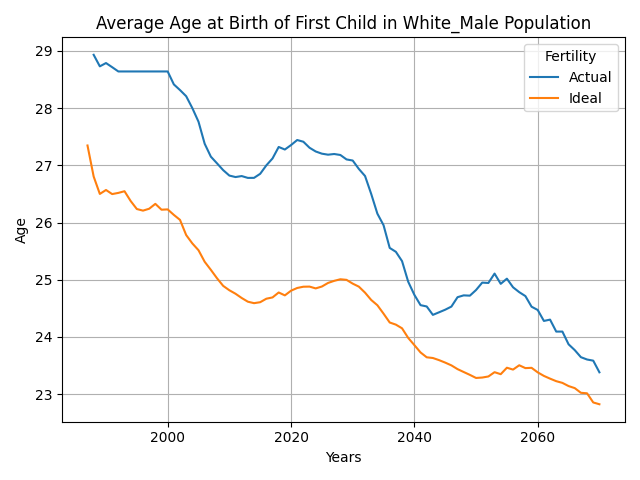 Average Age at Birth of First Child in White_Male Population
Fertility
Actual
Ideal
Age
29
28
27
26
25
24
23
2000
2020
2040
2060
Years